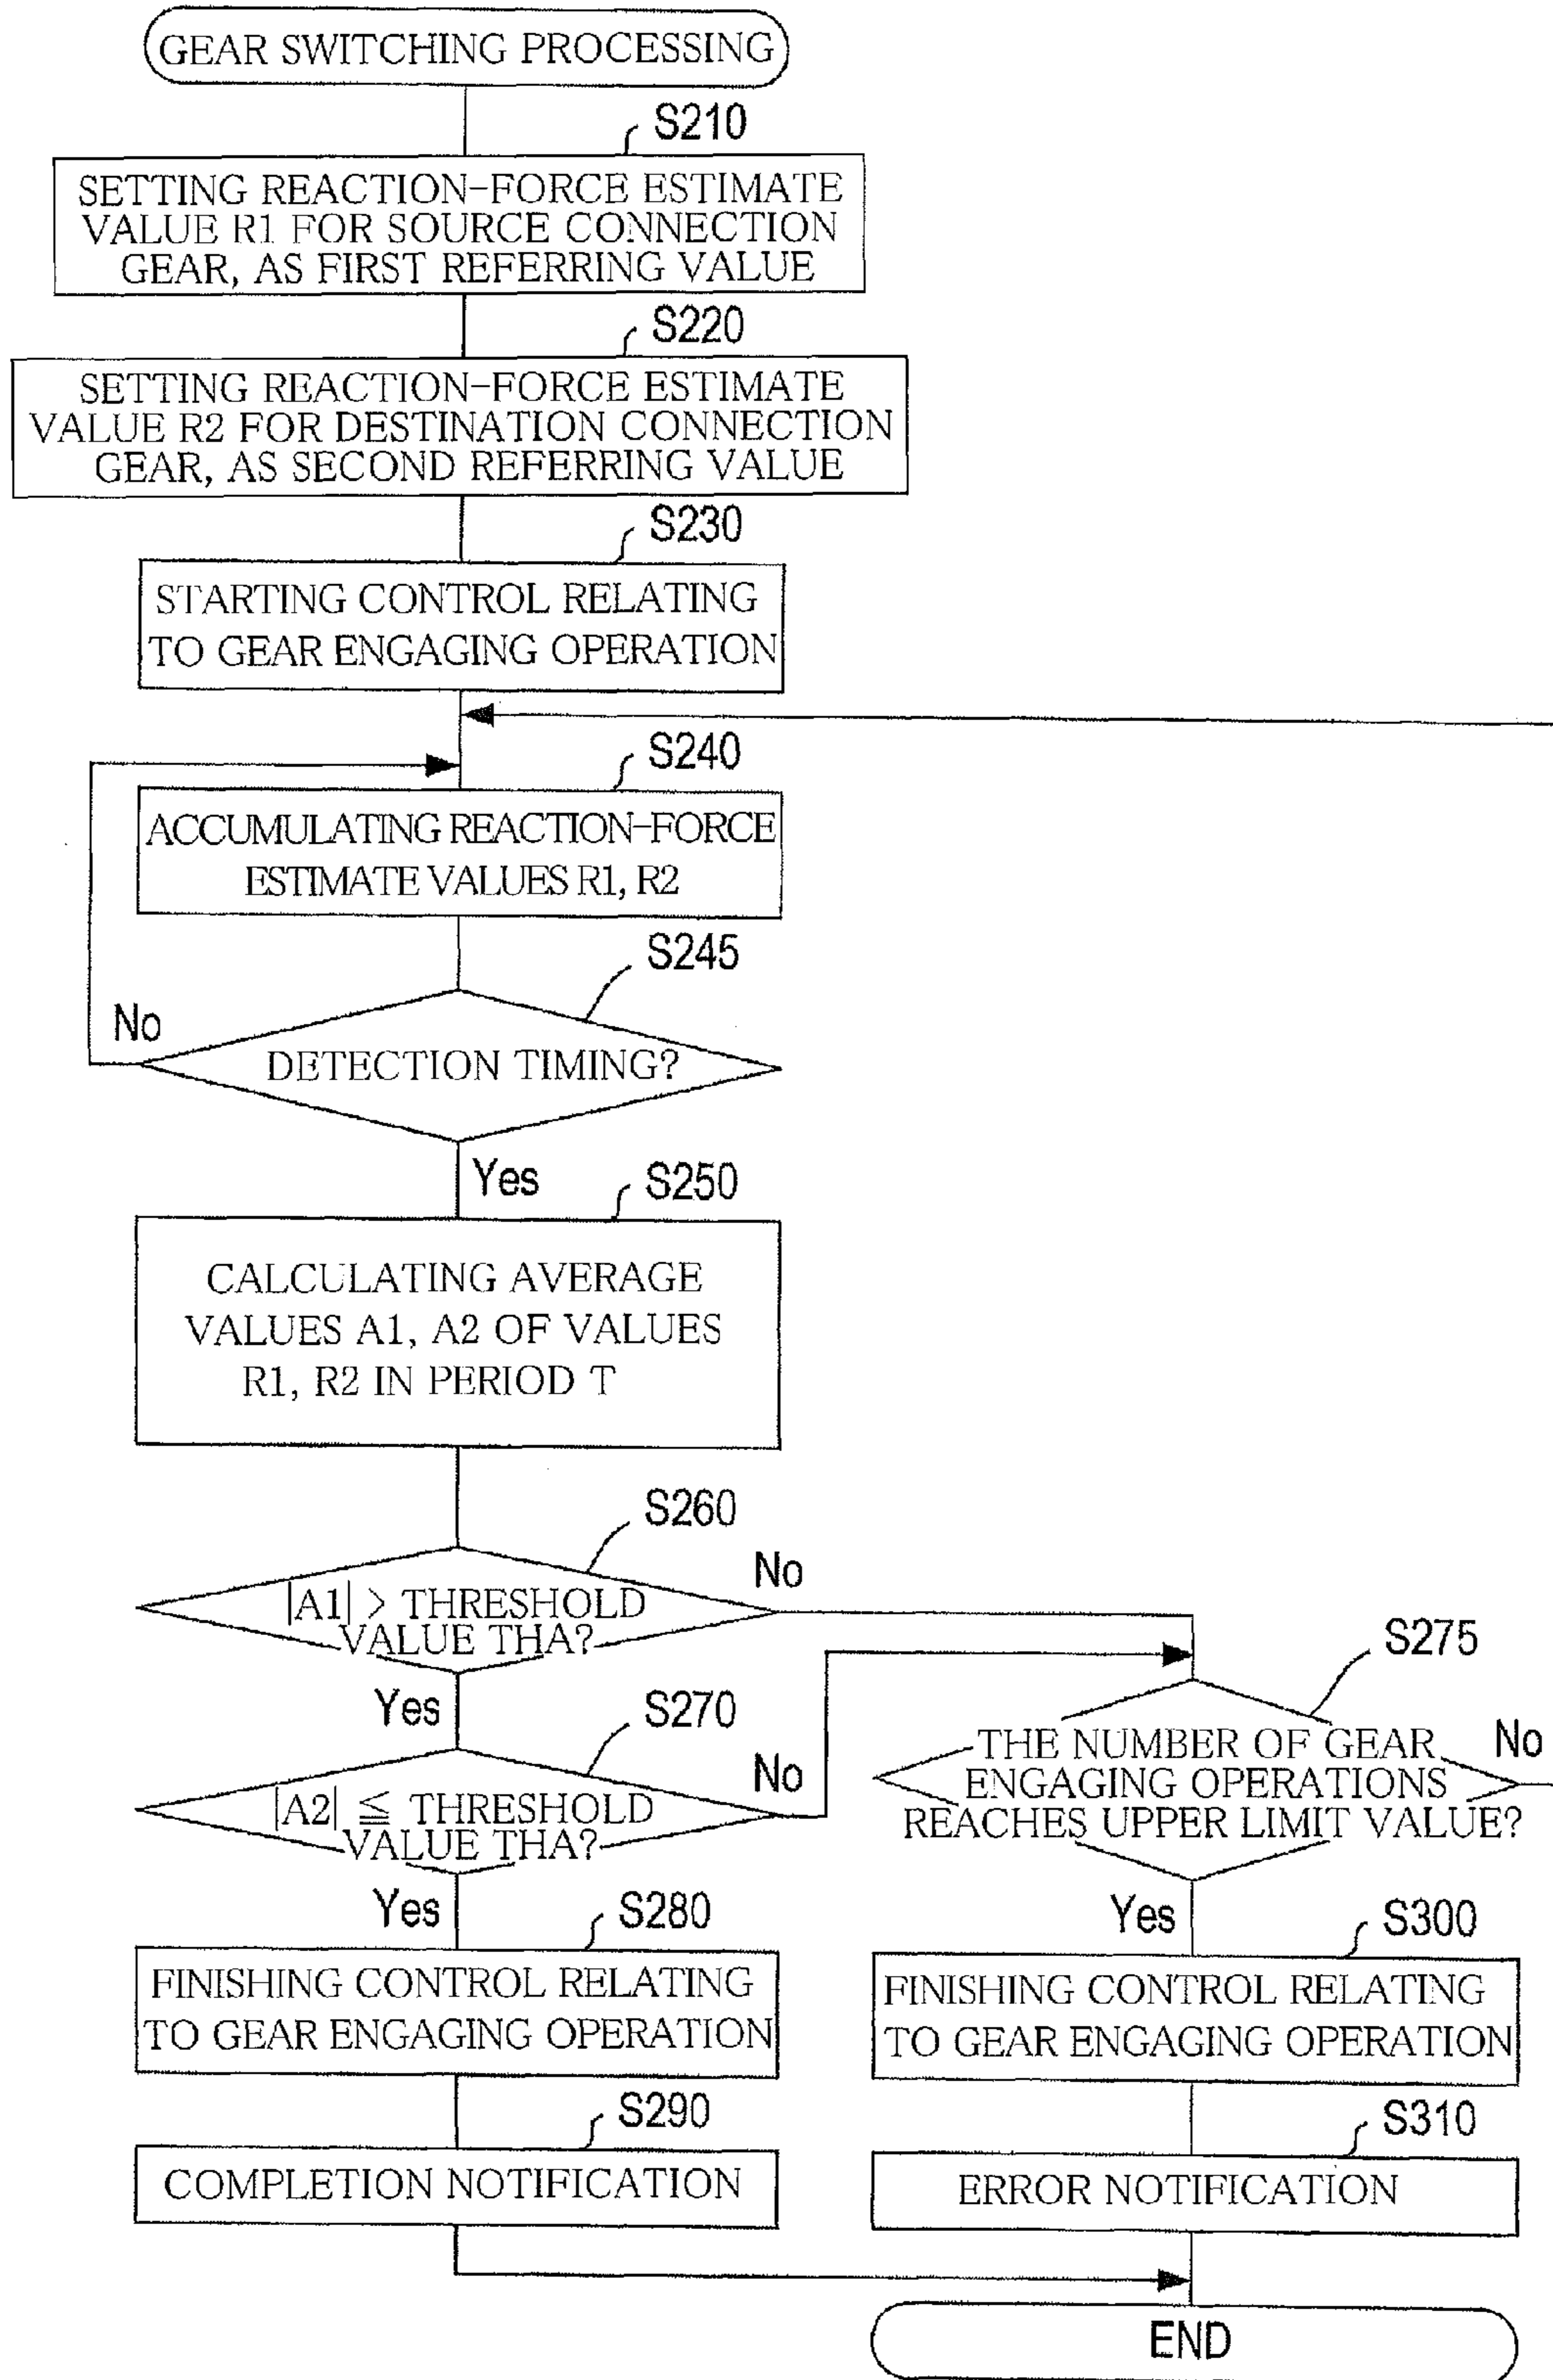 GEAR SWITCHING PROCESSING
S210
SETTING REACTION-FORCE ESTIMATE
VALUE R1 FOR SOURCE CONNECTION
GEAR, AS FIRST REFERRING VALUE
S220
SETTING REACTION-FORCE ESTIMATE
VALUE R2 FOR DESTINATION CONNECTION
GEAR, AS SECOND REFERRING VALUE
S230
STARTING CONTROL RELATING
TO GEAR ENGAGING OPERATION
S240
ACCUMULATING REACTION-FORCE
ESTIMATE VALUES R1, R2
S245
No
DETECTION TIMING?
Yes
S250
CALCULATING AVERAGE
VALUES A1, A2 OF VALUES
R1, R2 IN PERIOD T
S260
No
|A1| > THRESHOLD
VALUE THA?
Yes
S270
No
|A2| ≦ THRESHOLD
VALUE THA?
Yes
S275
THE NUMBER OF GEAR
ENGAGING OPERATIONS
REACHES UPPER LIMIT VALUE?
No
Yes
S280
FINISHING CONTROL RELATING
TO GEAR ENGAGING OPERATION
S290
COMPLETION NOTIFICATION
S300
FINISHING CONTROL RELATING
TO GEAR ENGAGING OPERATION
S310
ERROR NOTIFICATION
END